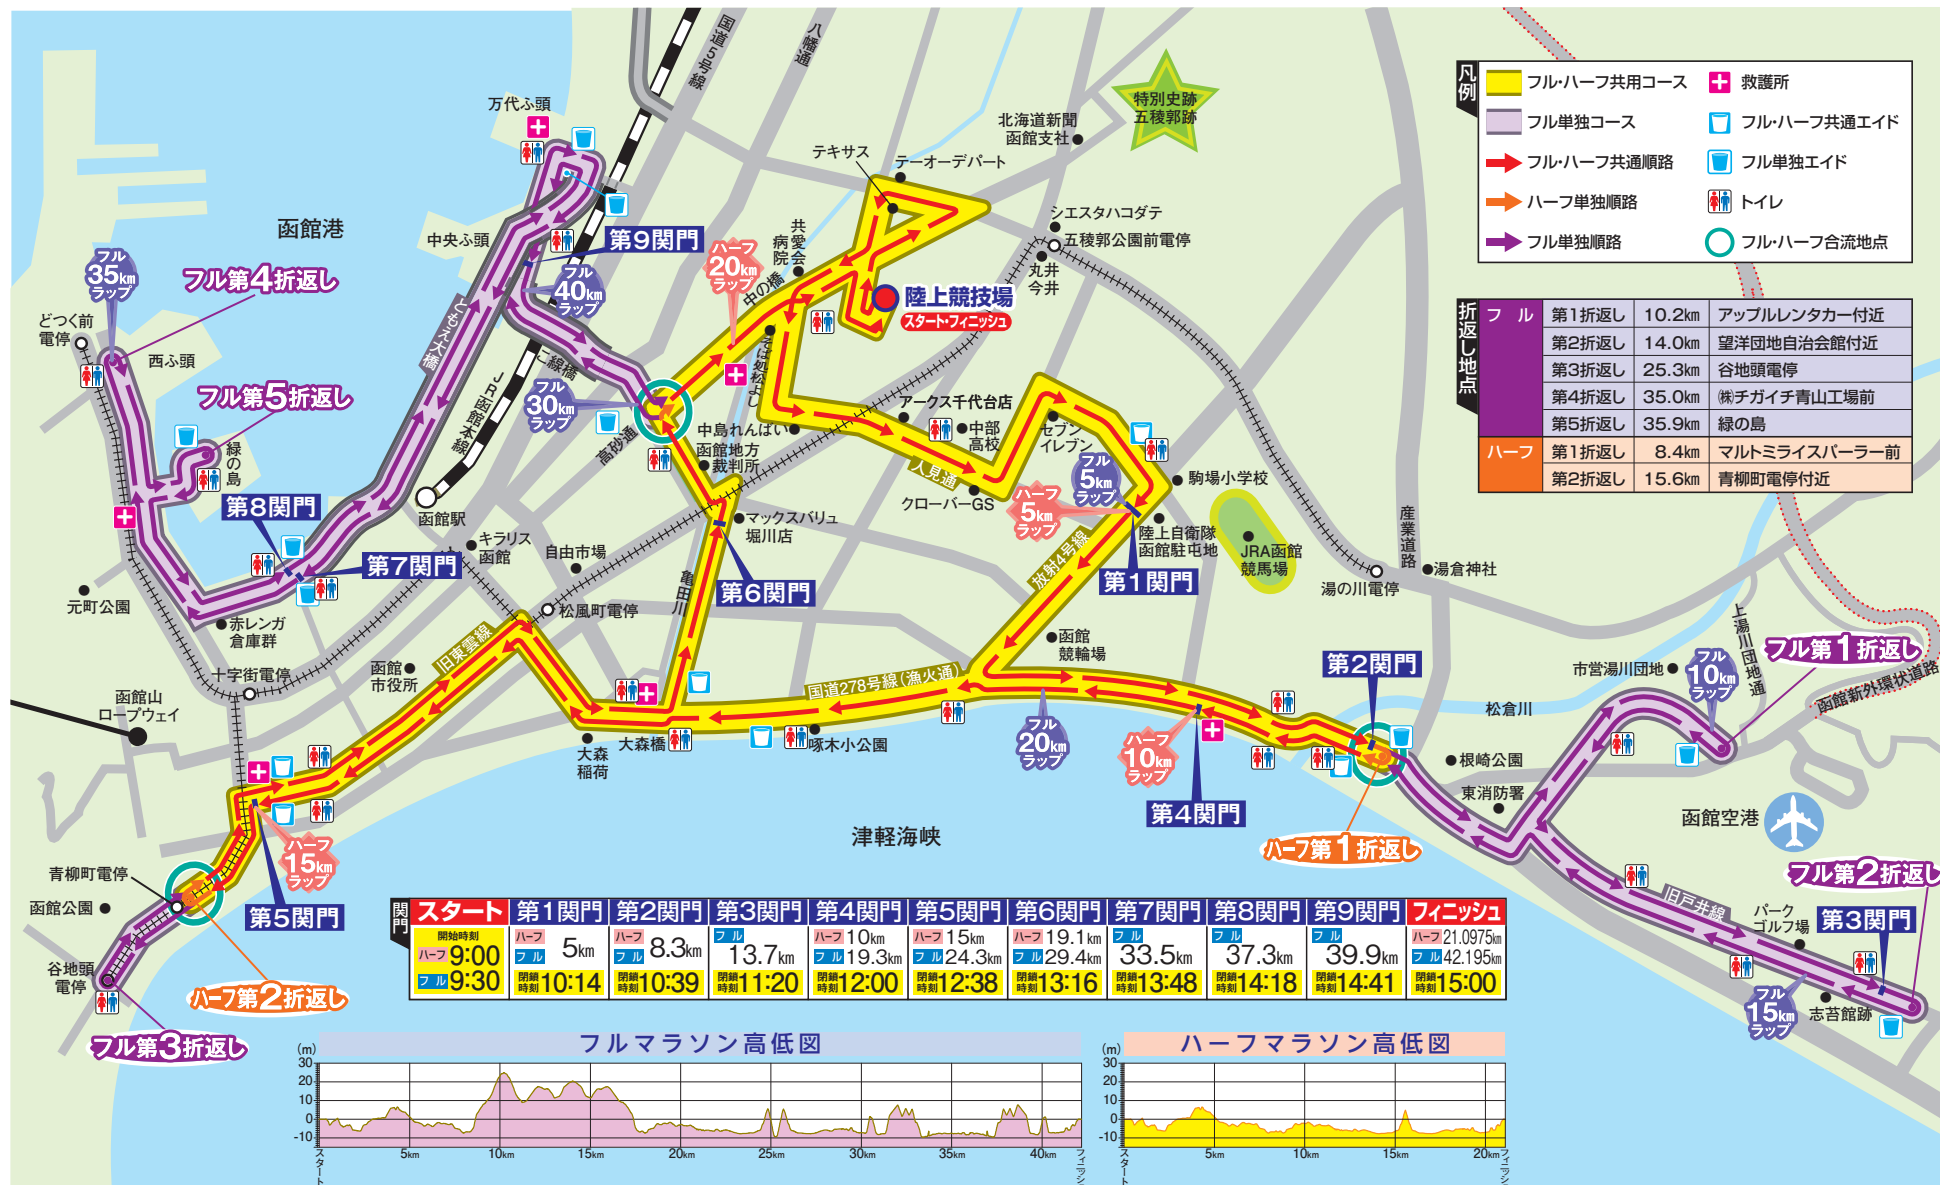 国道5号線
八幡通
万代ふ頭
特別史跡
五稜郭跡
北海道新聞
函館支社
テキサス
テーオーデパート
凡例
フル・ハーフ共用コース
救護所
フル単独コース
フル・ハーフ共通エイド
フル・ハーフ共通順路
フル単独エイド
ハーフ単独順路
トイレ
フル単独順路
フル・ハーフ合流地点
函館港
中央ふ頭
第9関門
共愛会
病院
シエスタハコダテ
五稜郭公園前電停
丸井
今井
フル
35km
ラップ
フル第4折返し
フル
40km
ラップ
ハーフ
20km
ラップ
中の橋
陸上競技場
スタート・フィニッシュ
折返し地点
フル
第1折返し 10.2km アップルレンタカー付近
第2折返し 14.0km 望洋団地自治会館付近
第3折返し 25.3km 谷地頭電停
第4折返し 35.0km ㈱チガイチ青山工場前
第5折返し 35.9km 緑の島
ハーフ
第1折返し 8.4km マルトミライスパーラー前
第2折返し 15.6km 青柳町電停付近
どつく前
電停
西ふ頭
ともえ大橋
JR函館本線
こ線橋
そば処松よし
フル第5折返し
フル
30km
ラップ
高砂通
中島れんばい
函館地方
裁判所
アークス千代台店
中部
高校
セブン
イレブン
人見通
クローバーGS
フル
5km
ラップ
ハーフ
5km
ラップ
駒場小学校
陸上自衛隊
函館駐屯地
JRA函館
競馬場
産業道路
緑の島
第8関門
函館駅
キラリス
函館
自由市場
マックスバリュ
堀川店
第7関門
第6関門
放射4号線
第1関門
湯の川電停
湯倉神社
元町公園
赤レンガ
倉庫群
松風町電停
亀田川
函館
競輪場
十字街電停
函館
市役所
旧東雲線
国道278号線(漁火通)
第2関門
市営湯川団地
上湯川団地通
フル
10km
ラップ
フル第1折返し
函館新外環状道路
函館山
ロープウェイ
大森
稲荷
大森橋
啄木小公園
フル
20km
ラップ
ハーフ
10km
ラップ
松倉川
根崎公園
東消防署
第4関門
函館空港
津軽海峡
ハーフ第1折返し
ハーフ
15km
ラップ
青柳町電停
函館公園
第5関門
谷地頭
電停
ハーフ第2折返し
フル第3折返し
旧戸井線
フル第2折返し
パーク
ゴルフ場
第3関門
フル
15km
ラップ
志苔館跡
関門
スタート 第1関門 第2関門 第3関門 第4関門 第5関門 第6関門 第7関門 第8関門 第9関門 フィニッシュ
開始時刻
ハーフ 9:00
フル 9:30
ハーフ フル 5km
閉鎖時刻 10:14
ハーフ フル 8.3km
閉鎖時刻 10:39
フル 13.7km
閉鎖時刻 11:20
ハーフ 10km
フル 19.3km
閉鎖時刻 12:00
ハーフ 15km
フル 24.3km
閉鎖時刻 12:38
ハーフ 19.1km
フル 29.4km
閉鎖時刻 13:16
フル 33.5km
閉鎖時刻 13:48
フル 37.3km
閉鎖時刻 14:18
フル 39.9km
閉鎖時刻 14:41
ハーフ 21.0975km
フル 42.195km
閉鎖時刻 15:00
フルマラソン高低図
(m)
30
20
10
0
-10
スタート 5km 10km 15km 20km 25km 30km 35km 40km フィニッシュ
ハーフマラソン高低図
(m)
30
20
10
0
-10
スタート 5km 10km 15km 20km フィニッシュ